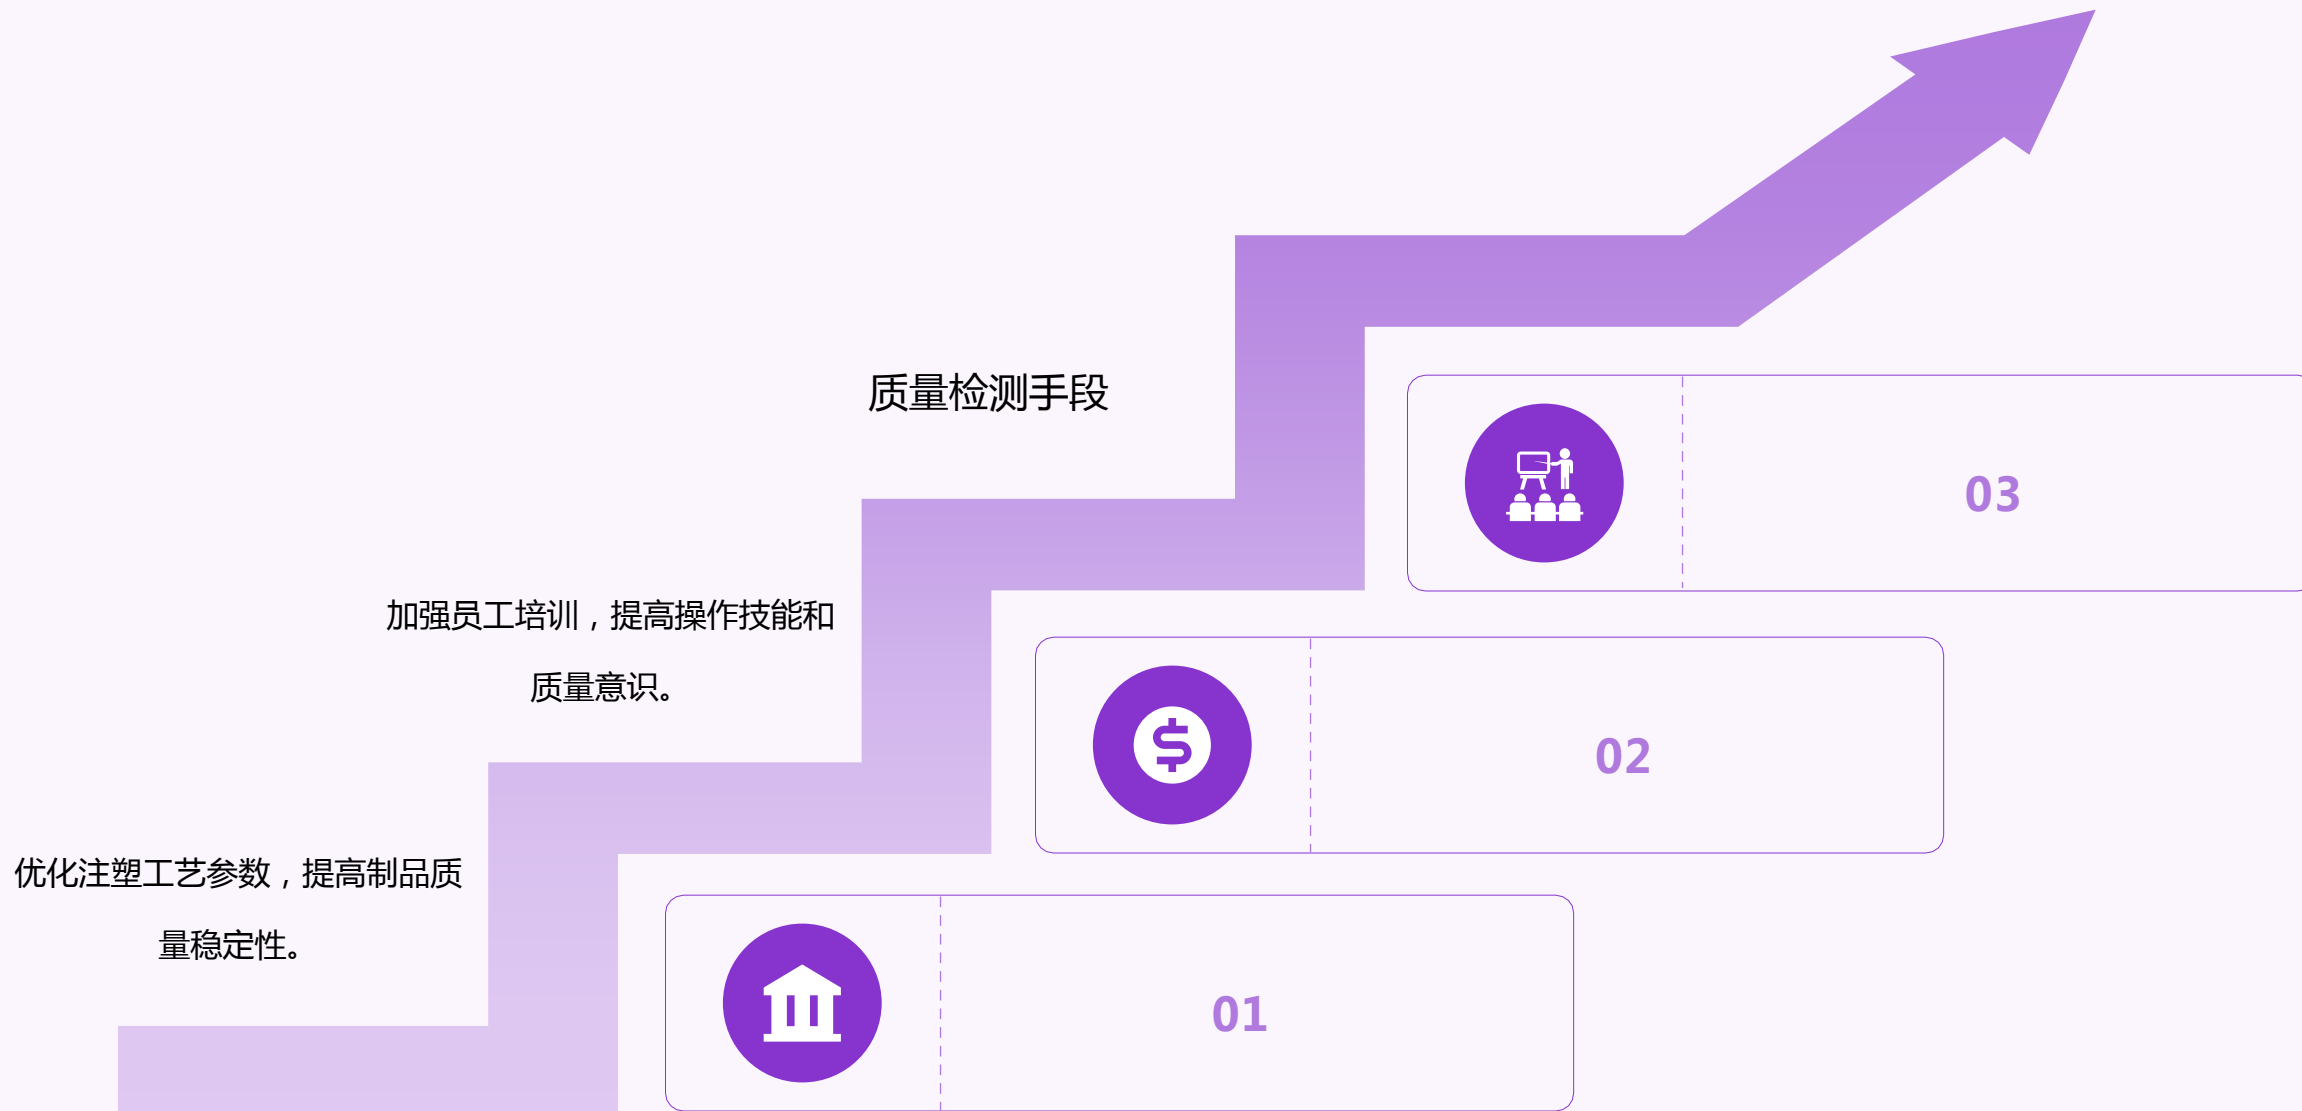 质量检测手段
03
加强员工培训，提高操作技能和
质量意识。
02
优化注塑工艺参数，提高制品质
量稳定性。
01